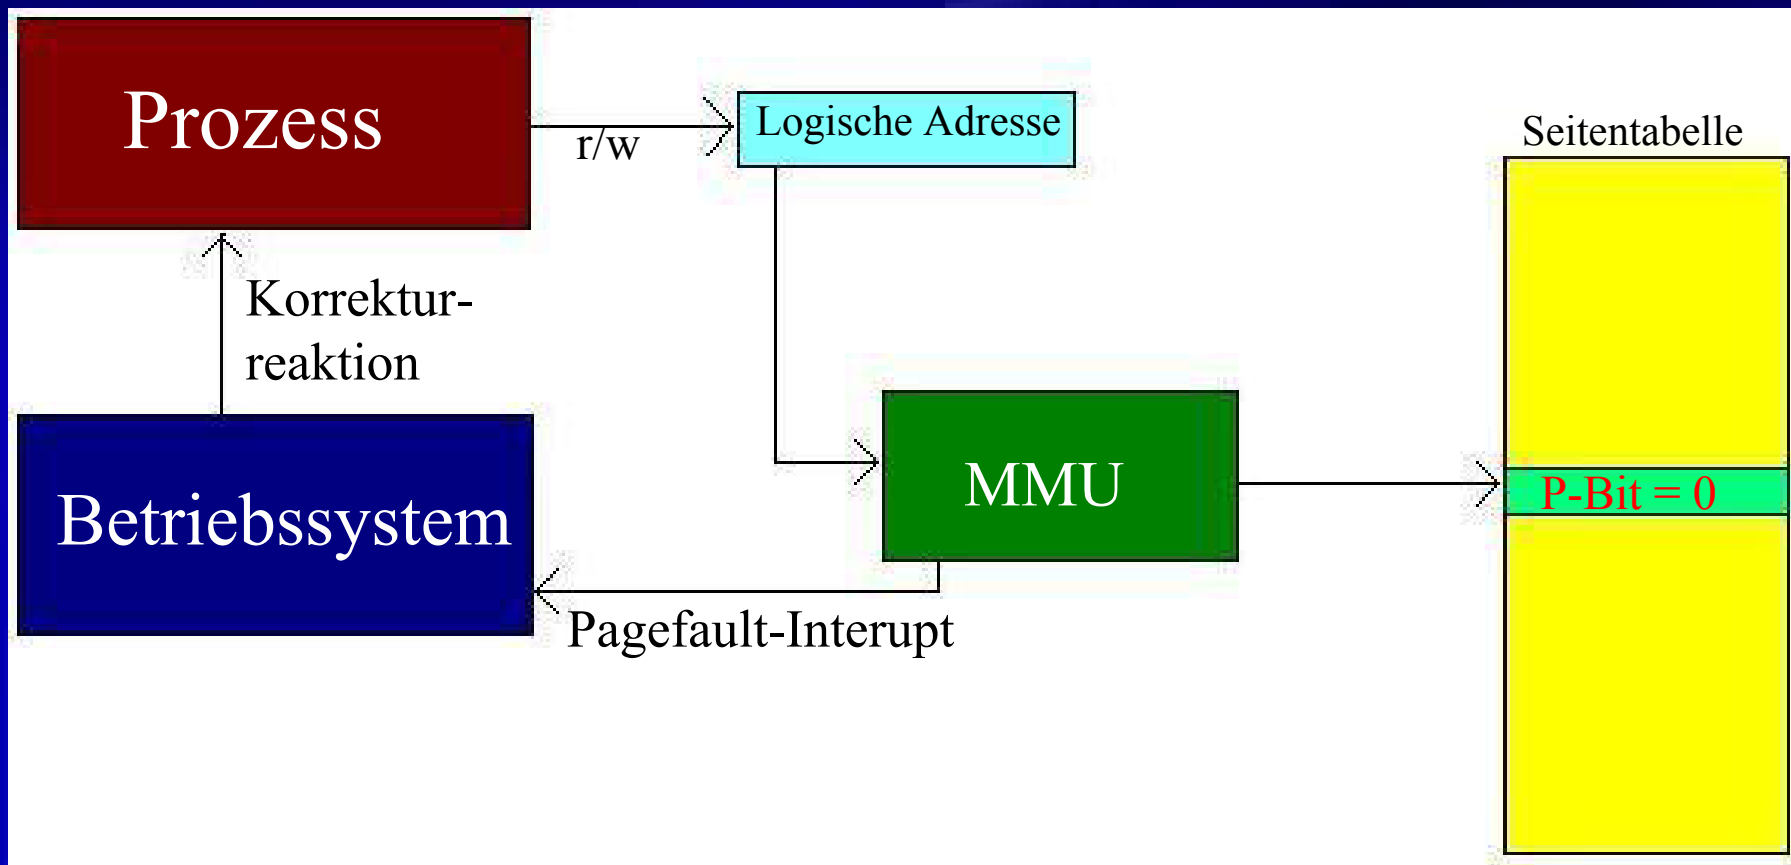 Prozess
r/w
Logische Adresse
Seitentabelle
Korrektur-
reaktion
Betriebssystem
MMU
P-Bit = 0
Pagefault-Interupt